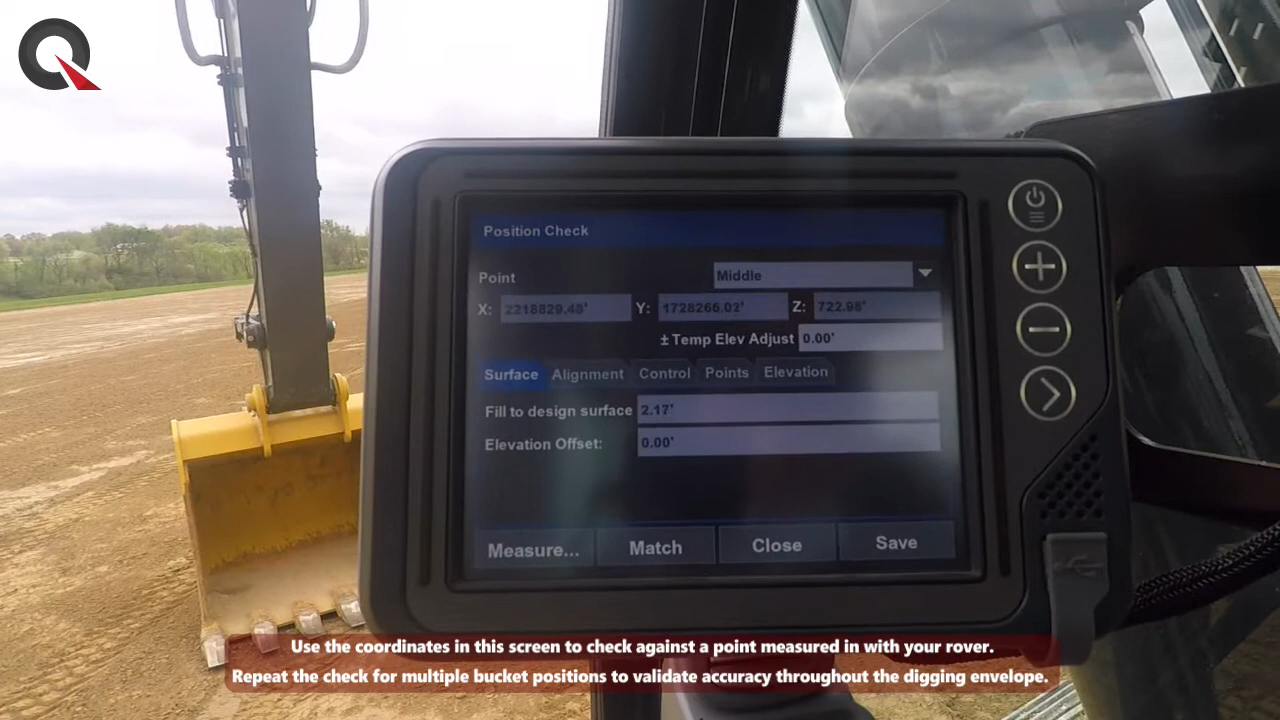 Position Check
Point Middle
X: 2218829.48' Y: 1728266.02' Z: 722.98'
± Temp Elev Adjust 0.00'
Surface Alignment Control Points Elevation
Fill to design surface 2.17'
Elevation Offset: 0.00'
Measure... Match Close Save
Use the coordinates in this screen to check against a point measured in with your rover.
Repeat the check for multiple bucket positions to validate accuracy throughout the digging envelope.